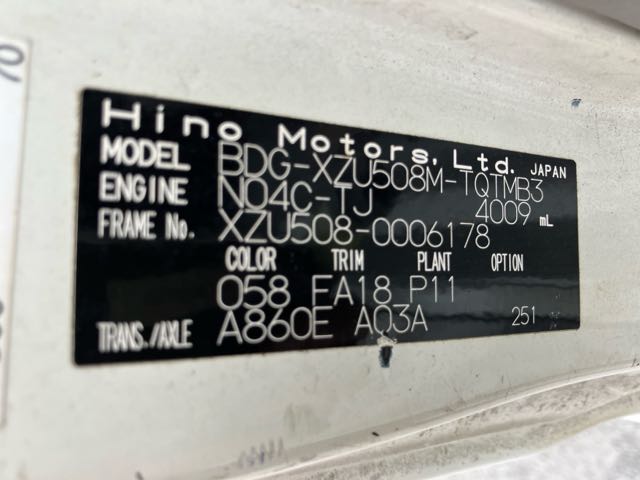 Hino Motors, Ltd. JAPAN
MODEL BDG-XZU508M-TQTMB3
ENGINE N04C-TJ 4009 mL
FRAME No. XZU508-0006178
COLOR TRIM PLANT OPTION
058 FA18 P11
TRANS./AXLE A860E A03A 251